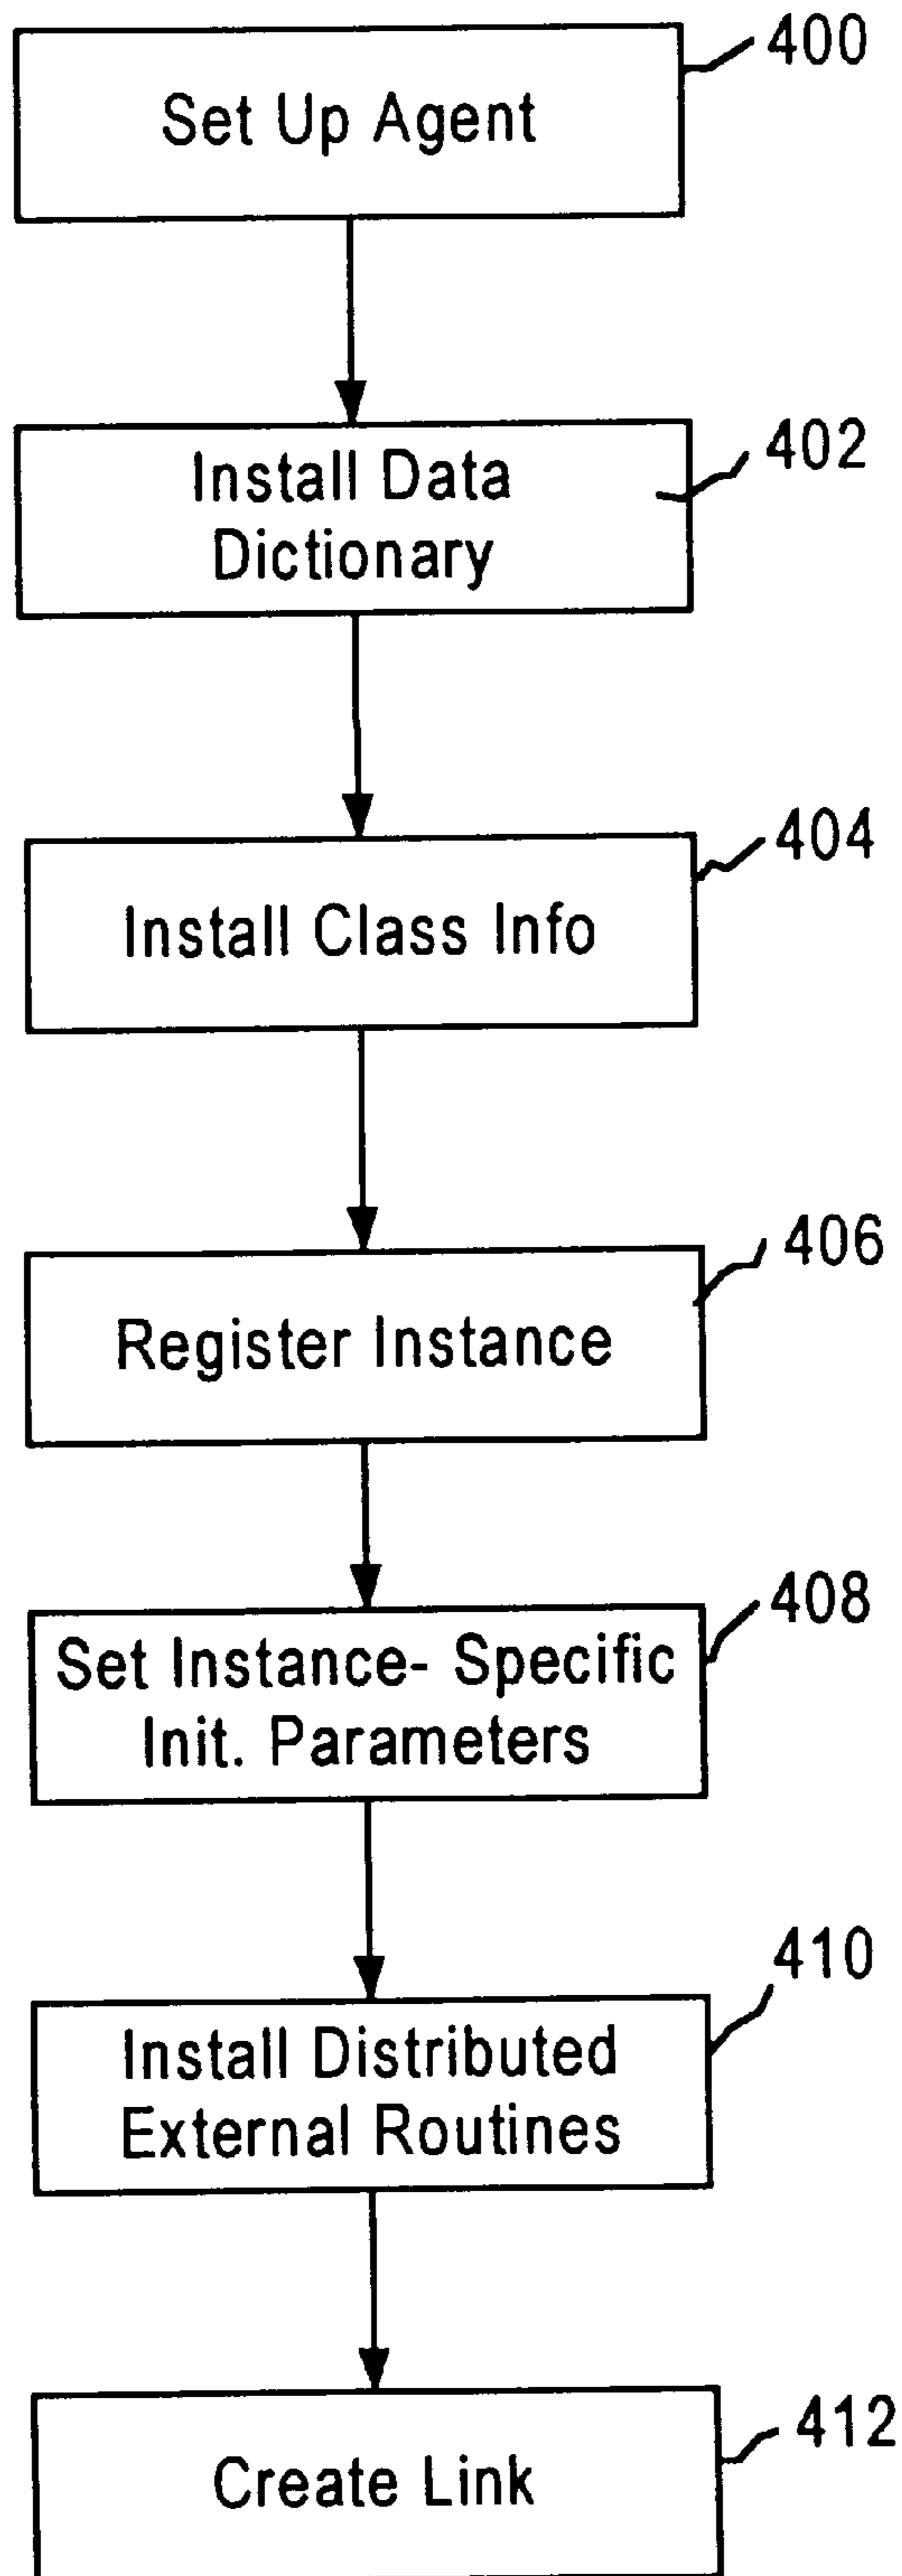 400
Set Up Agent
402
Install Data
Dictionary
404
Install Class Info
406
Register Instance
408
Set Instance- Specific
Init. Parameters
410
Install Distributed
External Routines
412
Create Link